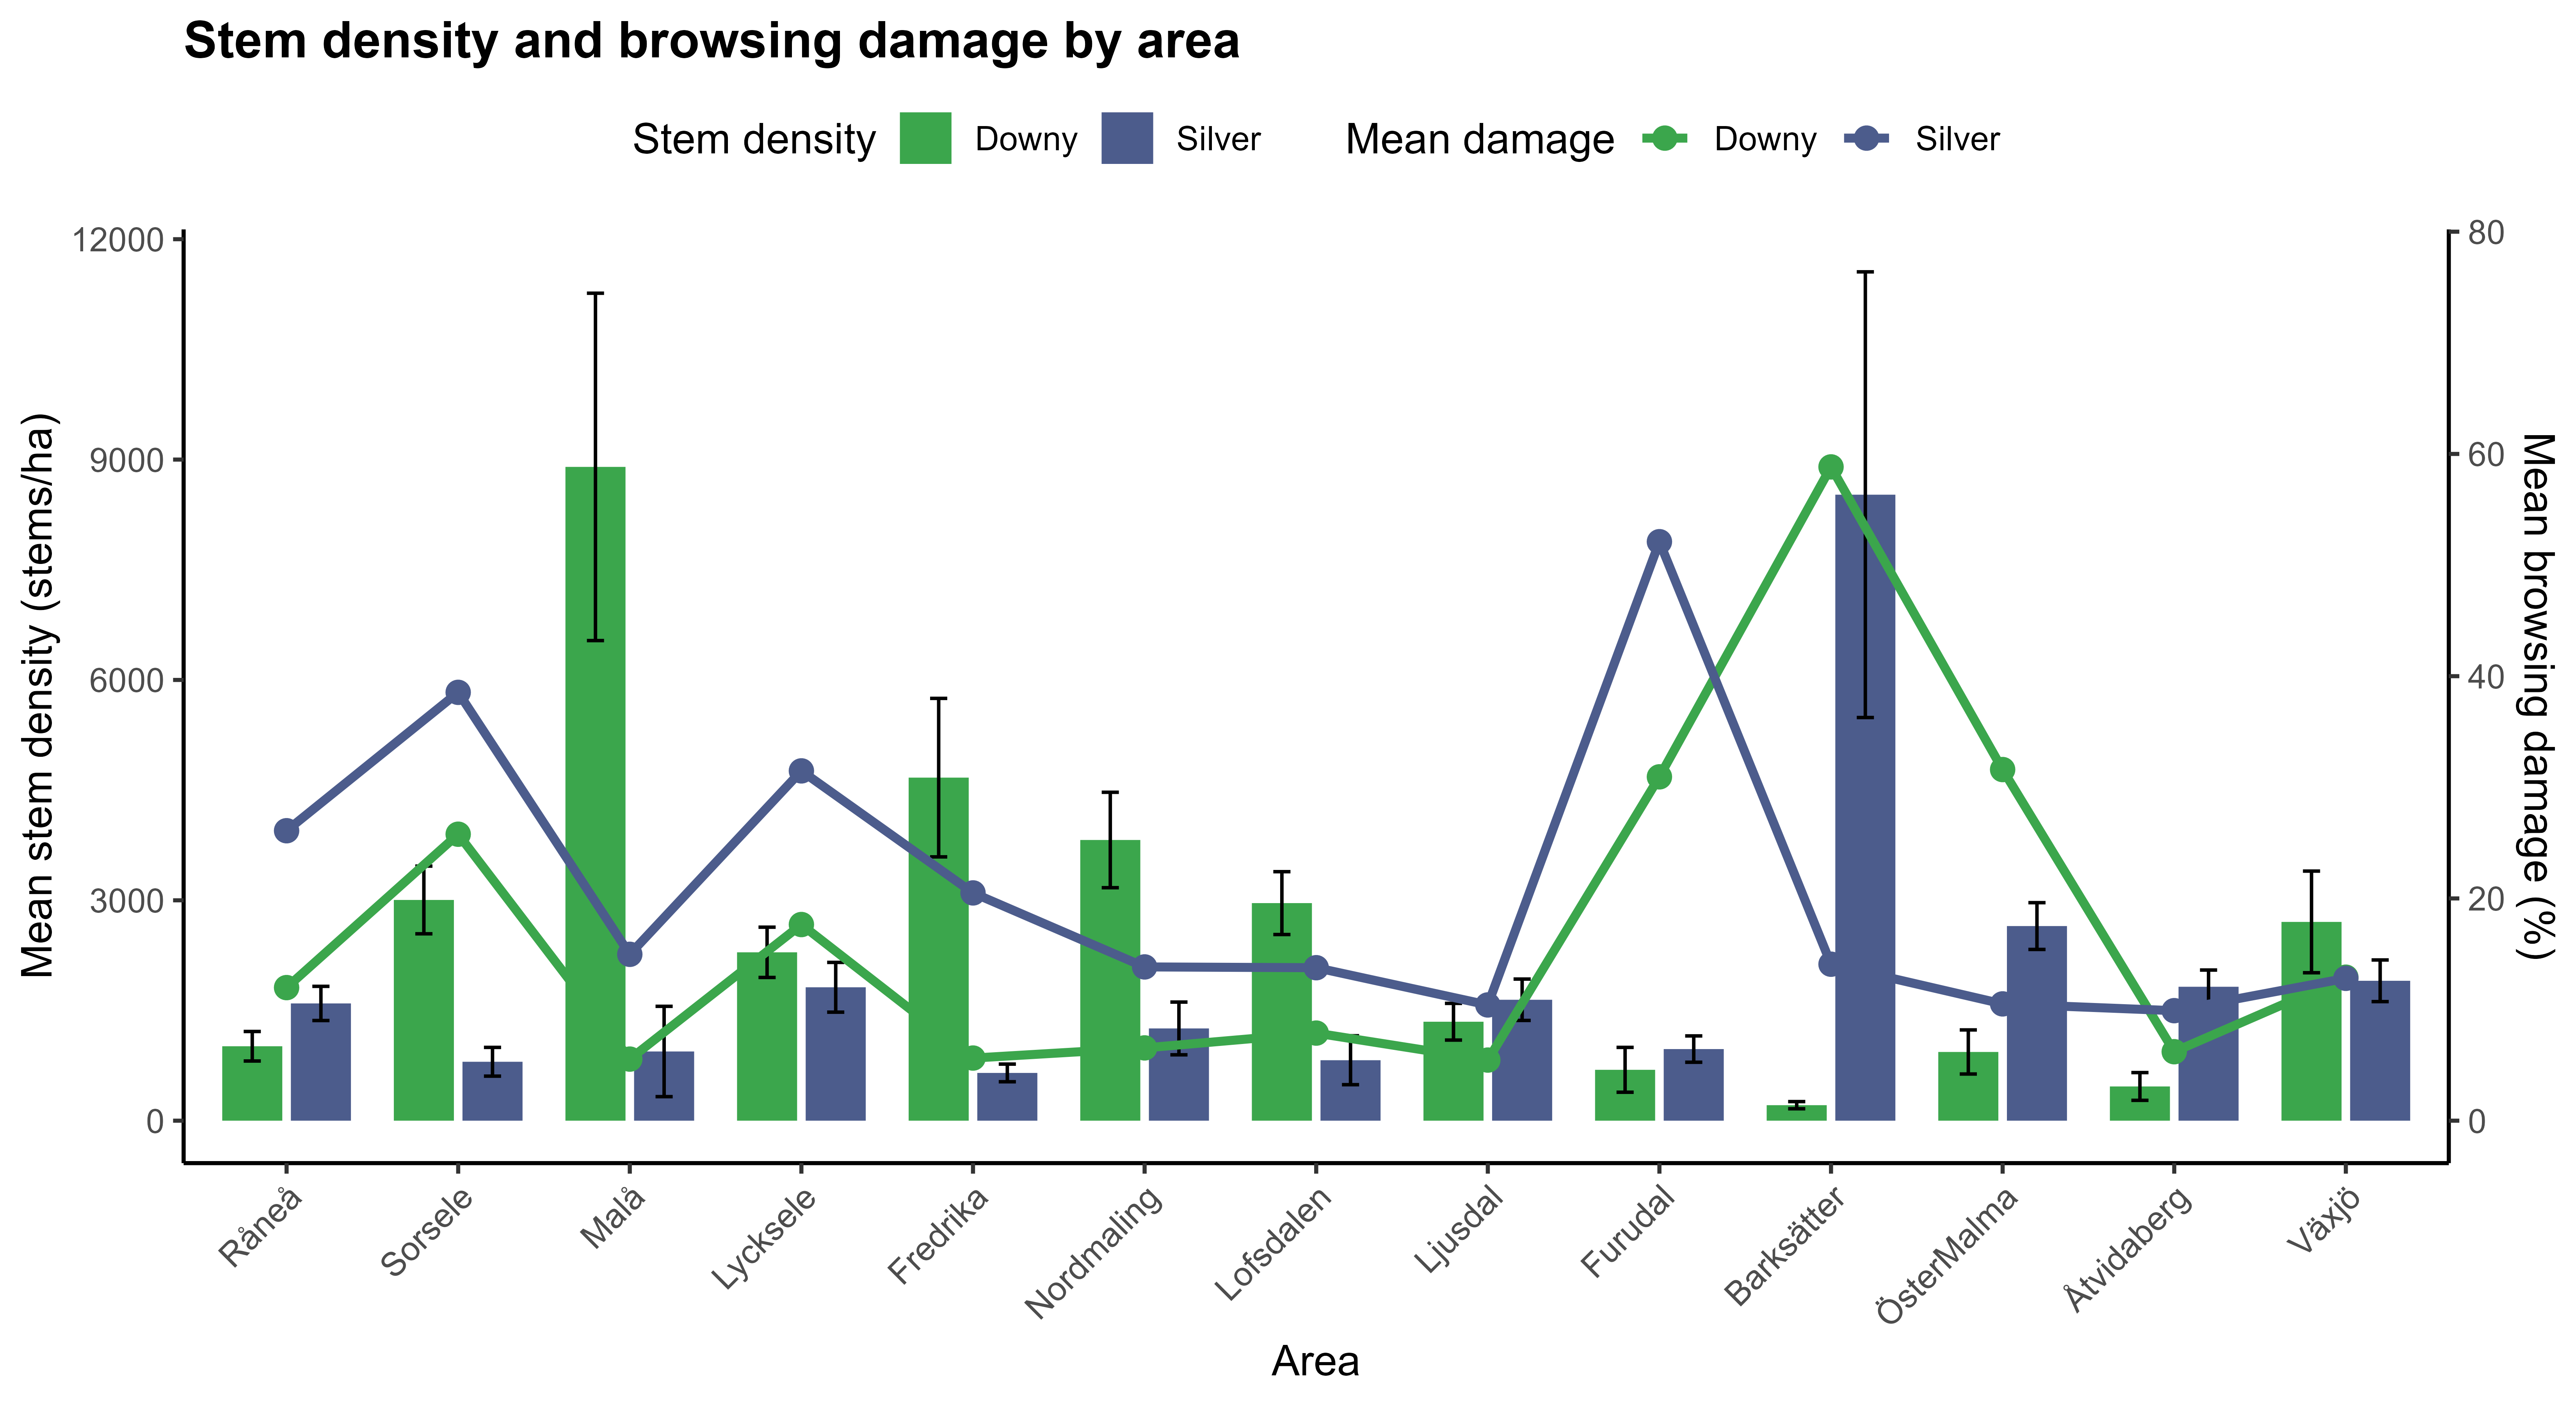 Stem density and browsing damage by area
Stem density Downy Silver Mean damage Downy Silver
Mean stem density (stems/ha)
12000
9000
6000
3000
0
80
60
40
20
0
Mean browsing damage (%)
Råneå
Sorsele
Malå
Lycksele
Fredrika
Nordmaling
Lofsdalen
Ljusdal
Furudal
Barksätter
ÖsterMalma
Åtvidaberg
Växjö
Area